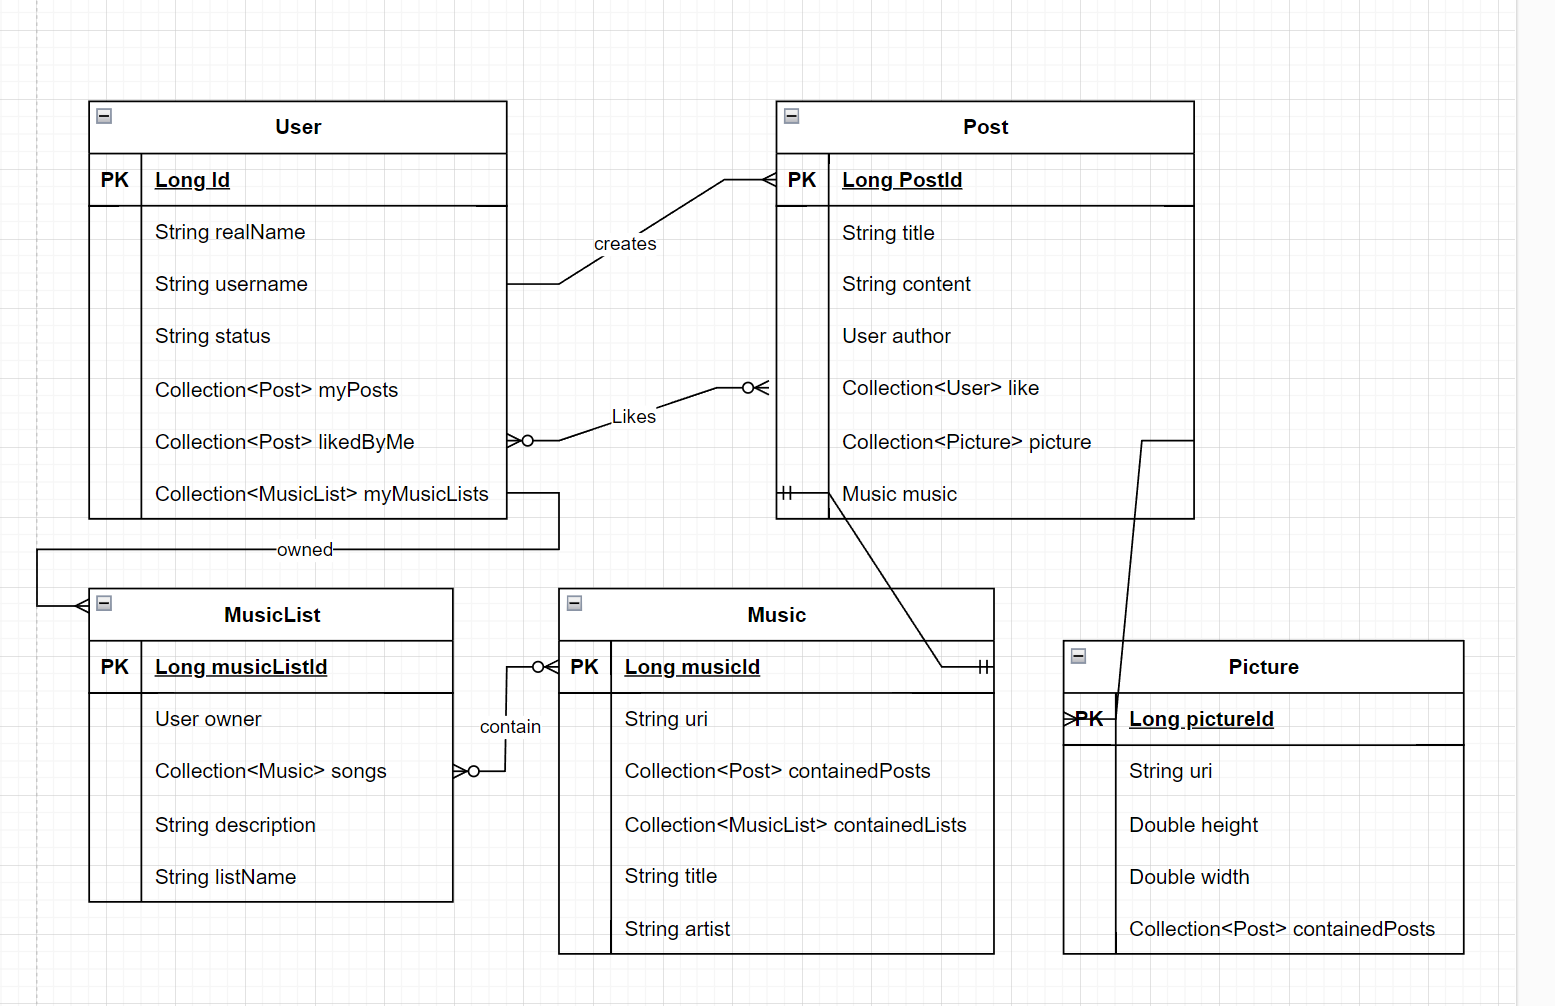 User
PK Long Id
String realName
String username
String status
Collection<Post> myPosts
Collection<Post> likedByMe
Collection<MusicList> myMusicLists
creates
Likes
owned
Post
PK Long PostId
String title
String content
User author
Collection<User> like
Collection<Picture> picture
Music music
MusicList
PK Long musicListId
User owner
Collection<Music> songs
String description
String listName
contain
Music
PK Long musicId
String uri
Collection<Post> containedPosts
Collection<MusicList> containedLists
String title
String artist
Picture
PK Long pictureId
String uri
Double height
Double width
Collection<Post> containedPosts